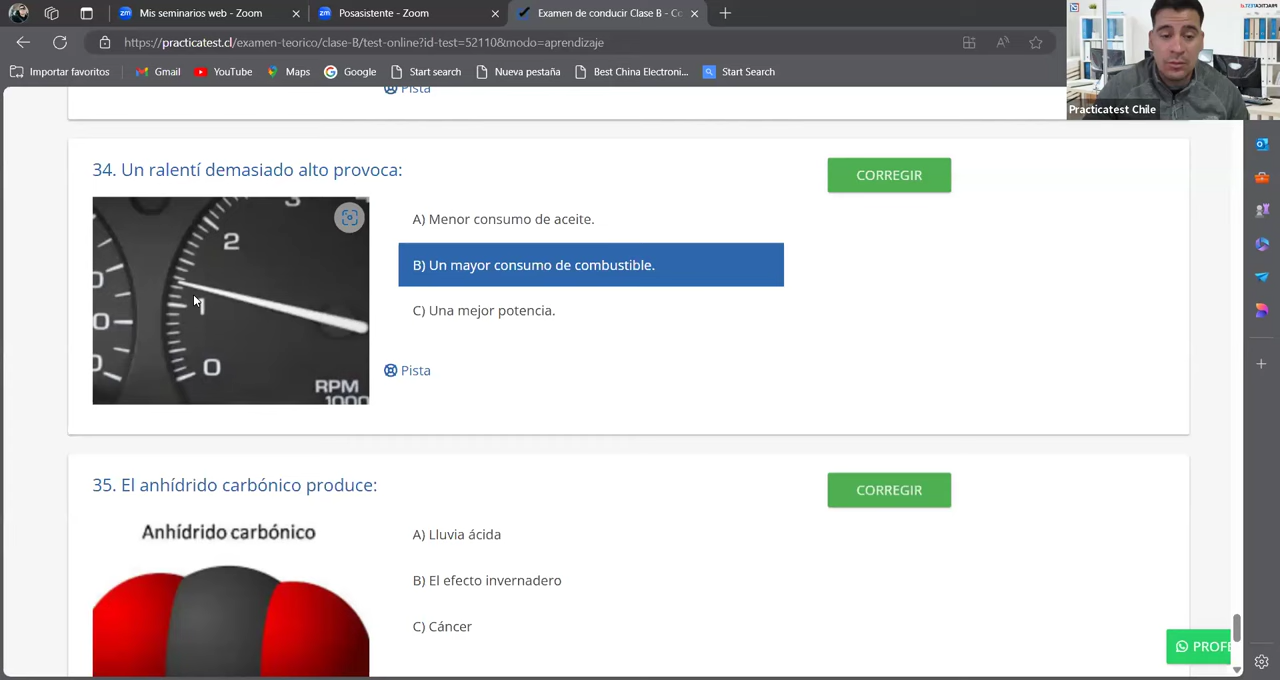 Mis seminarios web - Zoom
Posasistente - Zoom
Examen de conducir Clase B - Co
https://practicatest.cl/examen-teorico/clase-B/test-online?id-test=52110&modo=aprendizaje
Importar favoritos
Gmail
YouTube
Maps
Google
Start search
Nueva pestaña
Best China Electroni...
Start Search
Practicatest Chile
Pista
34. Un ralentí demasiado alto provoca:
CORREGIR
A) Menor consumo de aceite.
B) Un mayor consumo de combustible.
C) Una mejor potencia.
Pista
3
2
1
0
RPM
1000
35. El anhídrido carbónico produce:
CORREGIR
Anhídrido carbónico
A) Lluvia ácida
B) El efecto invernadero
C) Cáncer
PROFE